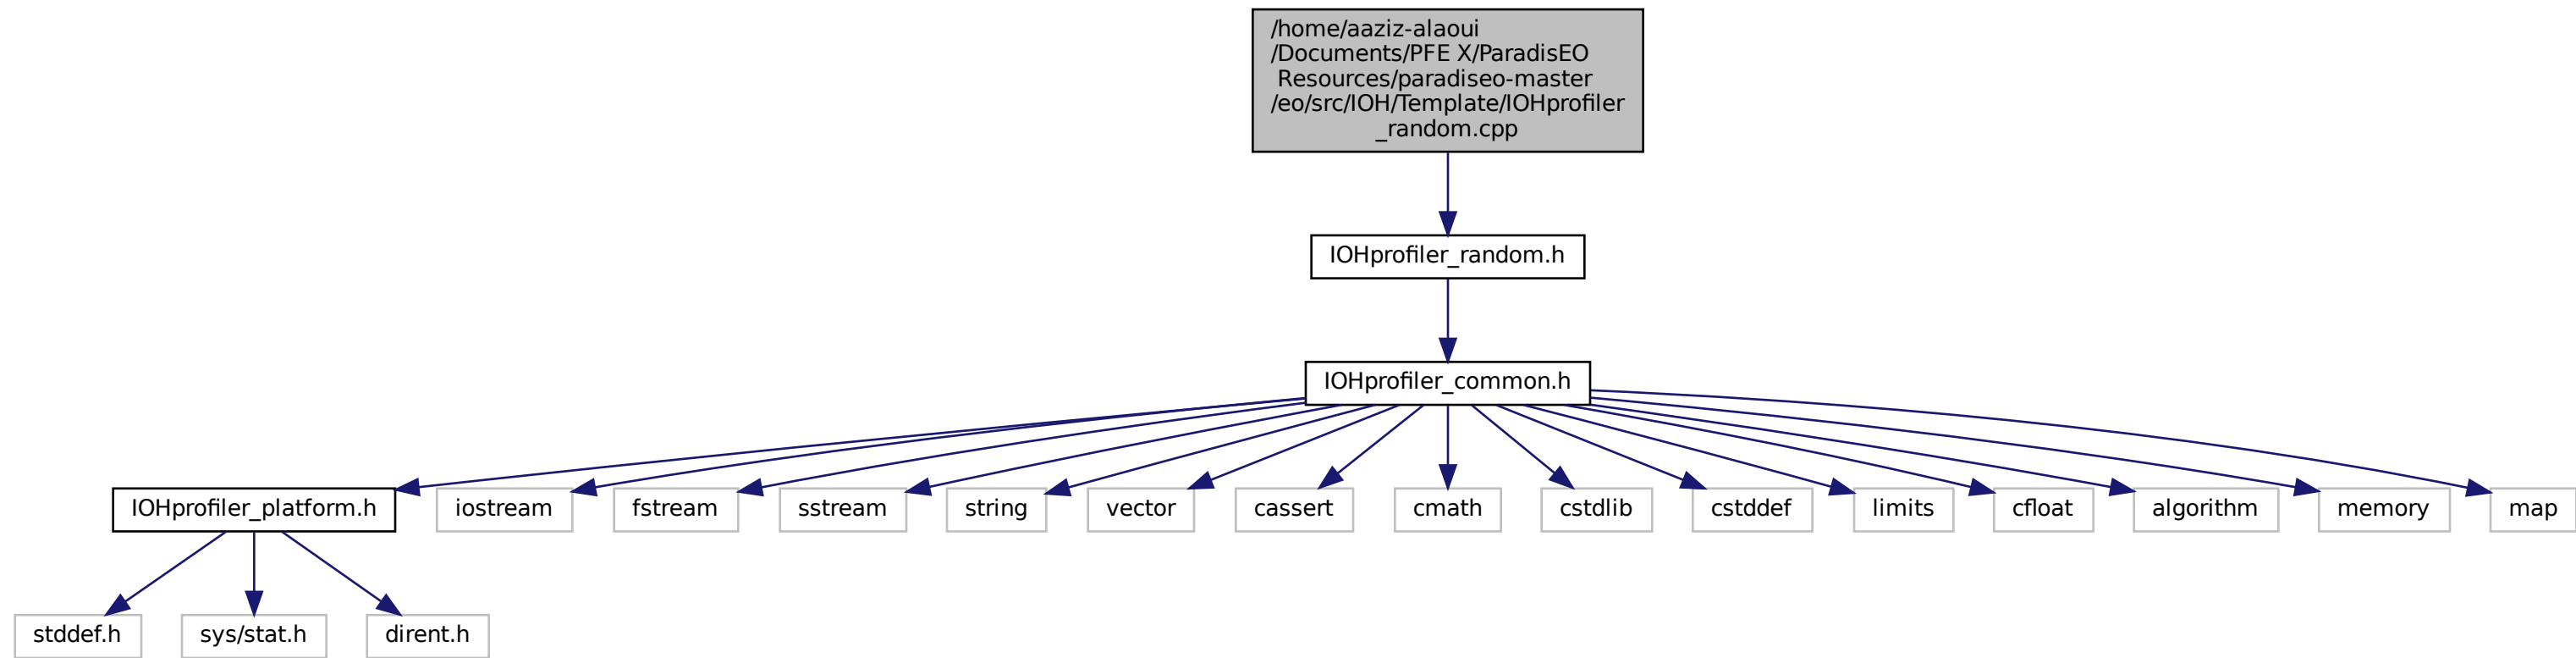 /home/aaziz-alaoui
/Documents/PFE X/ParadisEO
Resources/paradiseo-master
/eo/src/IOH/Template/IOHprofiler
_random.cpp
IOHprofiler_random.h
IOHprofiler_common.h
IOHprofiler_platform.h
iostream
fstream
sstream
string
vector
cassert
cmath
cstdlib
cstddef
limits
cfloat
algorithm
memory
map
stddef.h
sys/stat.h
dirent.h